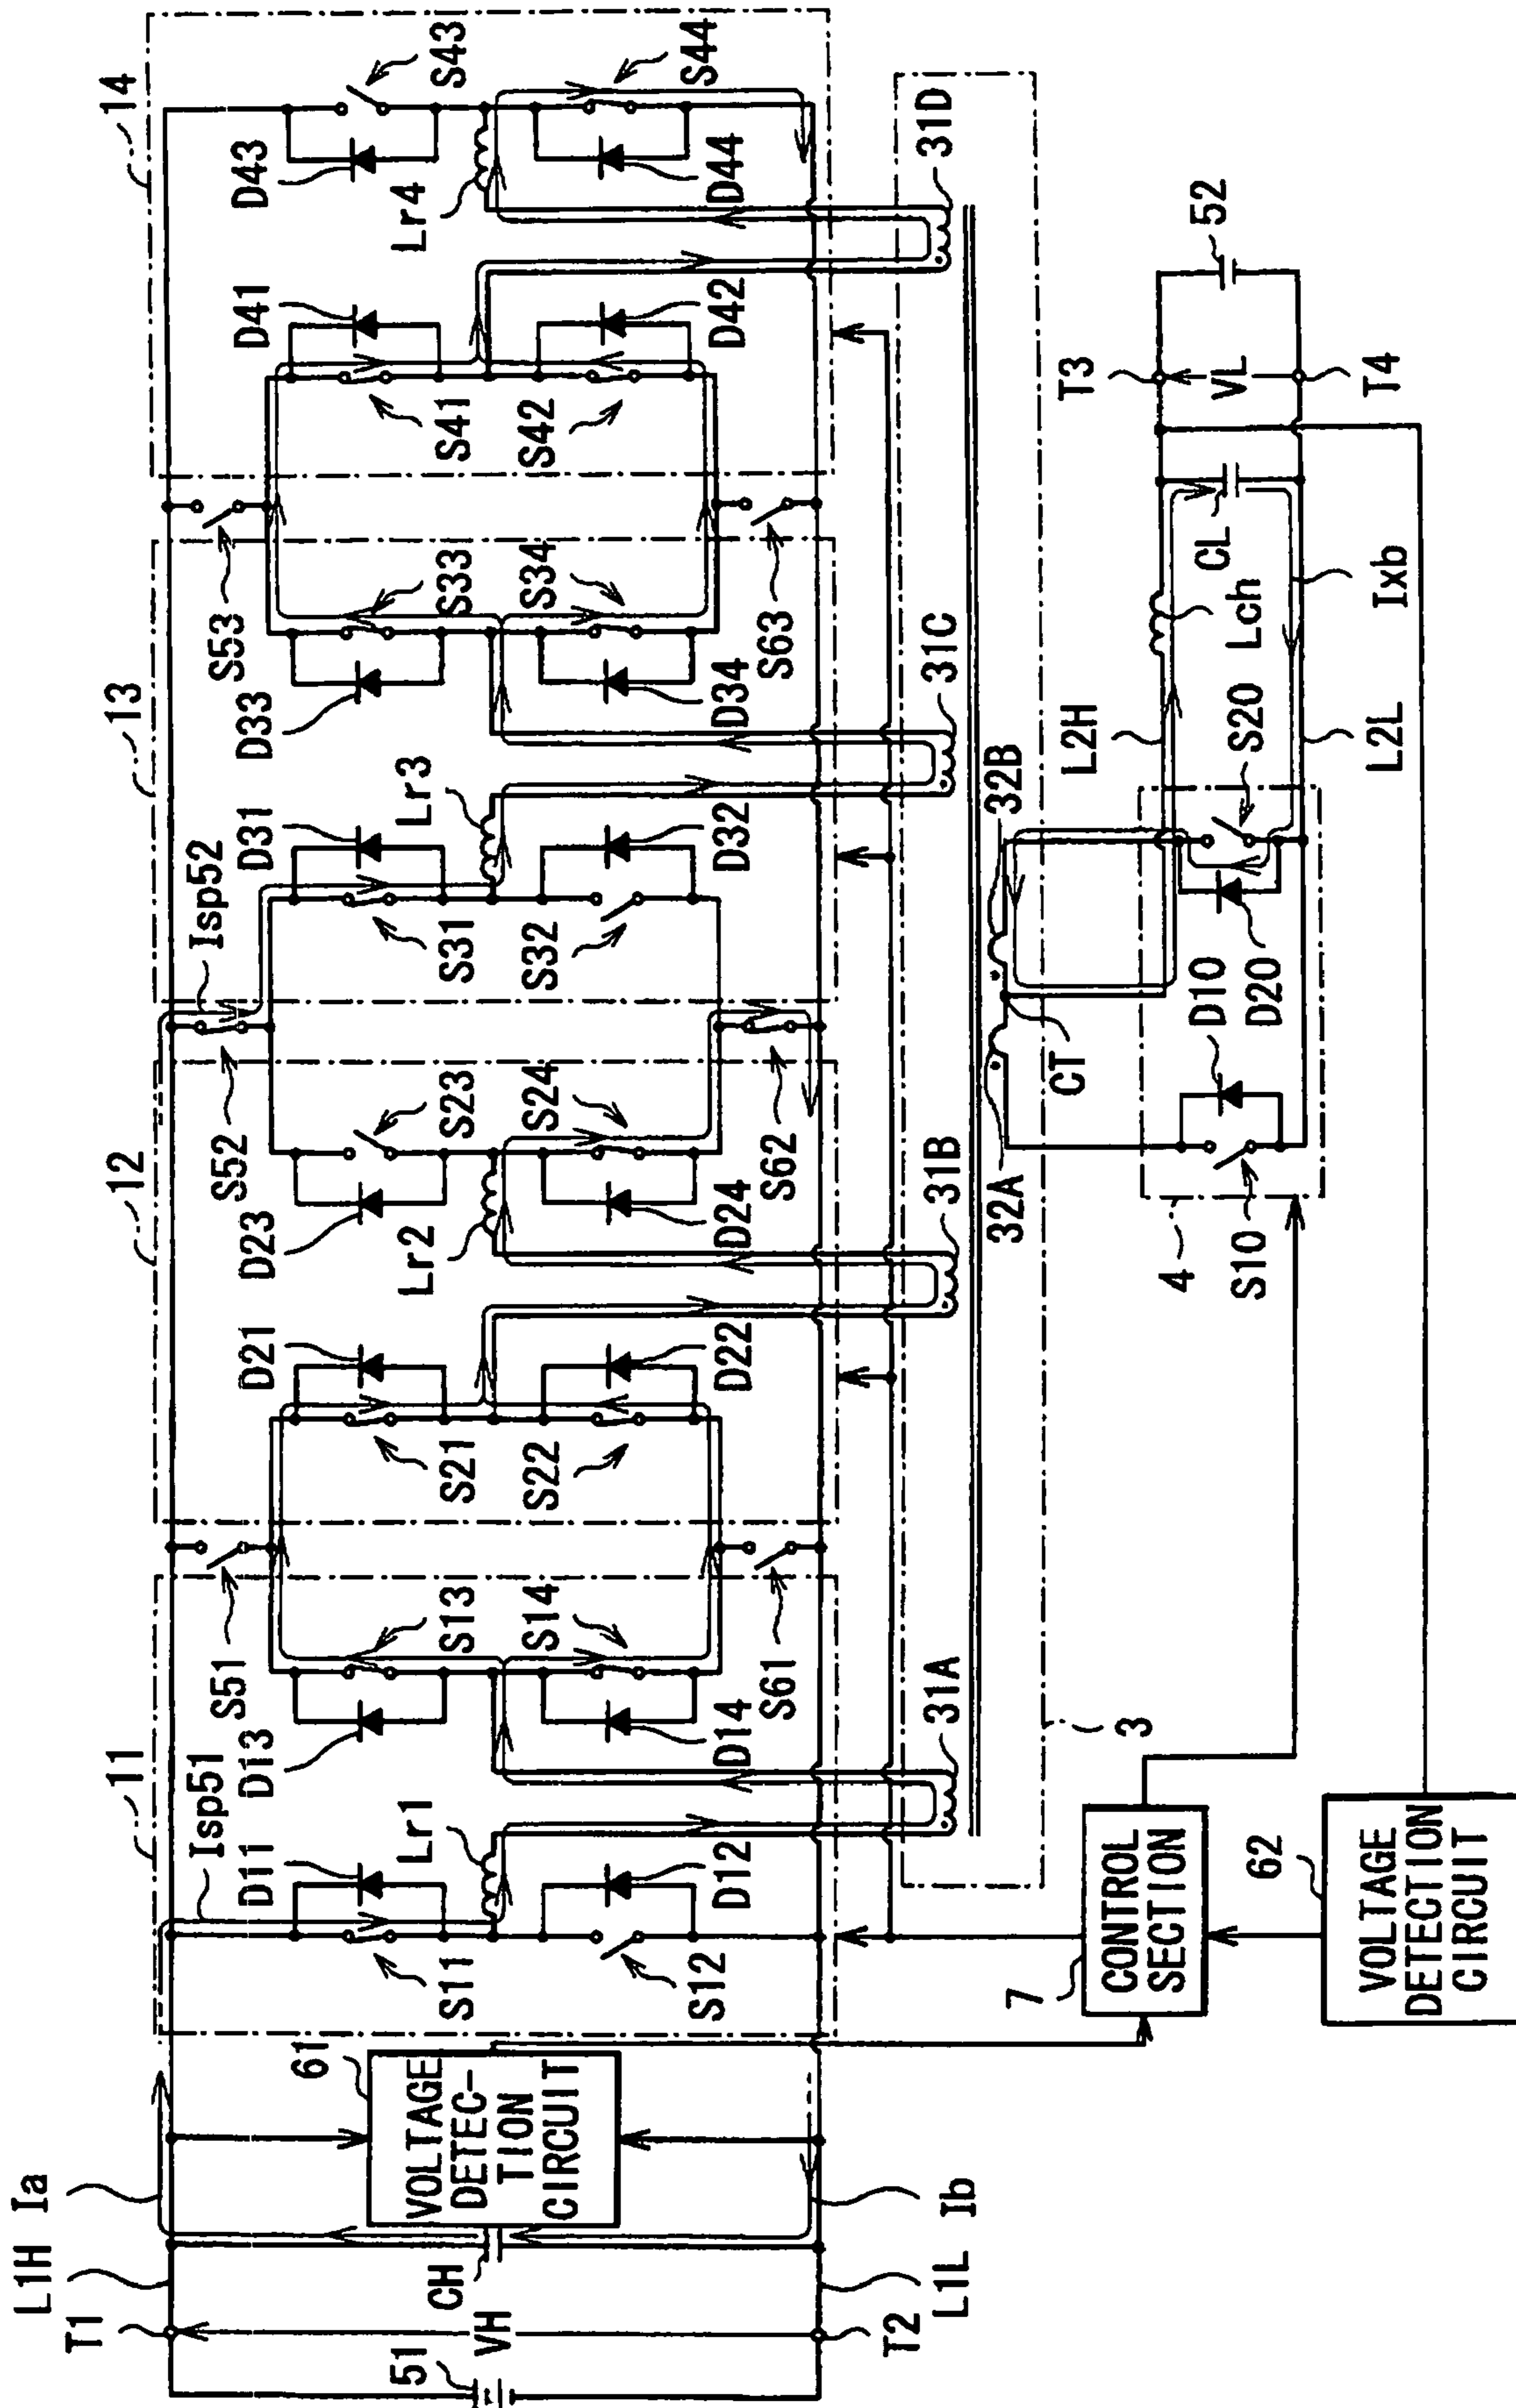 L1H
Ia
T1
VH
51
CH
T2
L1L
Ib
61
VOLTAGE
DETEC-
TION
CIRCUIT
11
Isp51
D11
S11
Lr1
S12
D12
D13
S13
S14
D14
S51
S61
31A
12
D21
S21
S22
D22
Lr2
D23
S23
S24
D24
31B
S52
Isp52
S62
13
D31
S31
Lr3
S32
D32
D33
S33
S34
D34
31C
S53
S63
14
D41
S41
S42
D42
Lr4
D43
S43
S44
D44
31D
3
32A
32B
CT
4
S10
D10
D20
S20
L2H
L2L
Lch
CL
Ixb
T3
VL
T4
52
7
CONTROL
SECTION
62
VOLTAGE
DETECTION
CIRCUIT